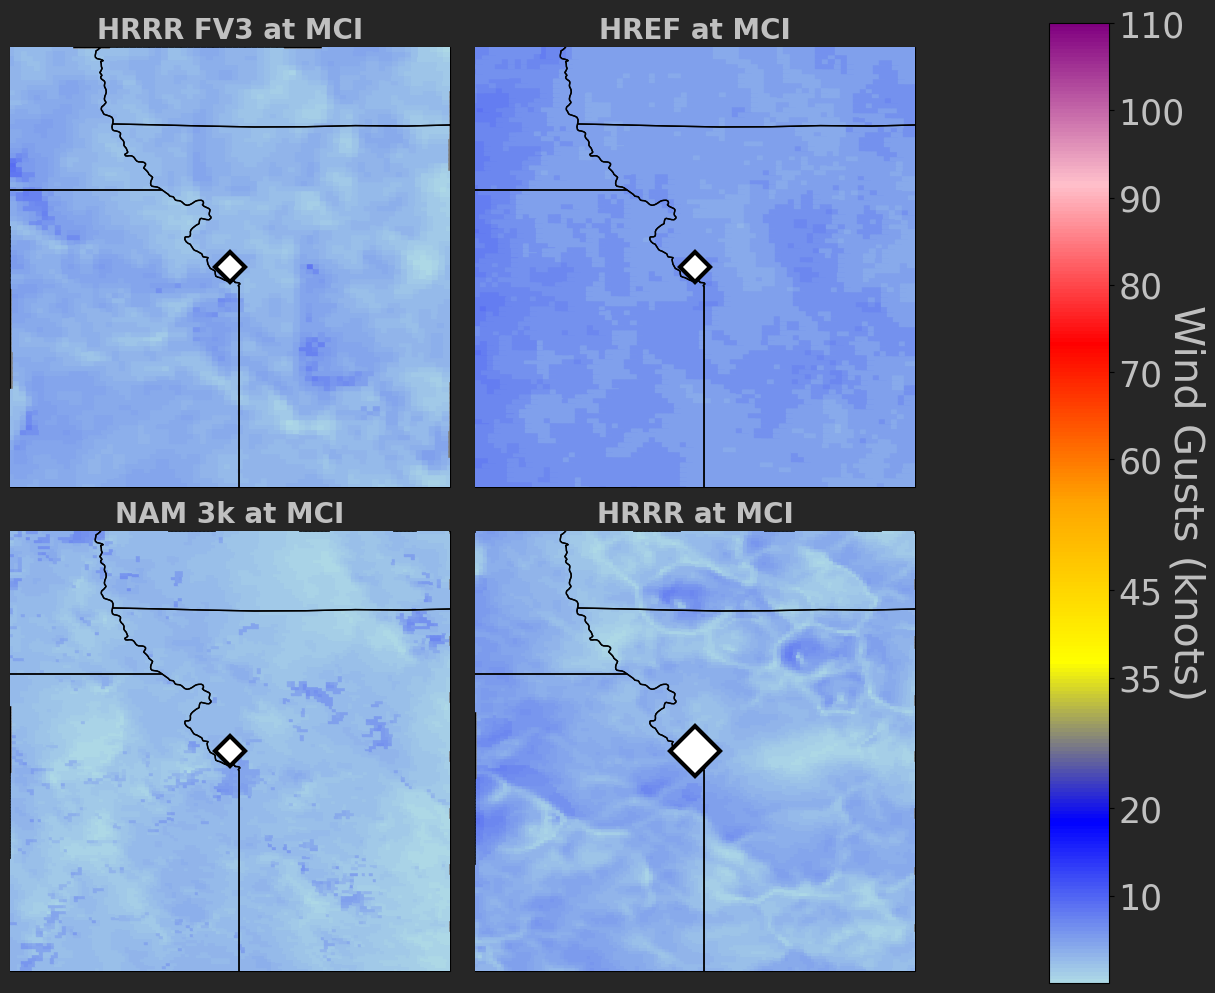 HRRR FV3 at MCI
HREF at MCI
NAM 3k at MCI
HRRR at MCI
110
100
90
80
70
60
45
35
20
10
Wind Gusts (knots)